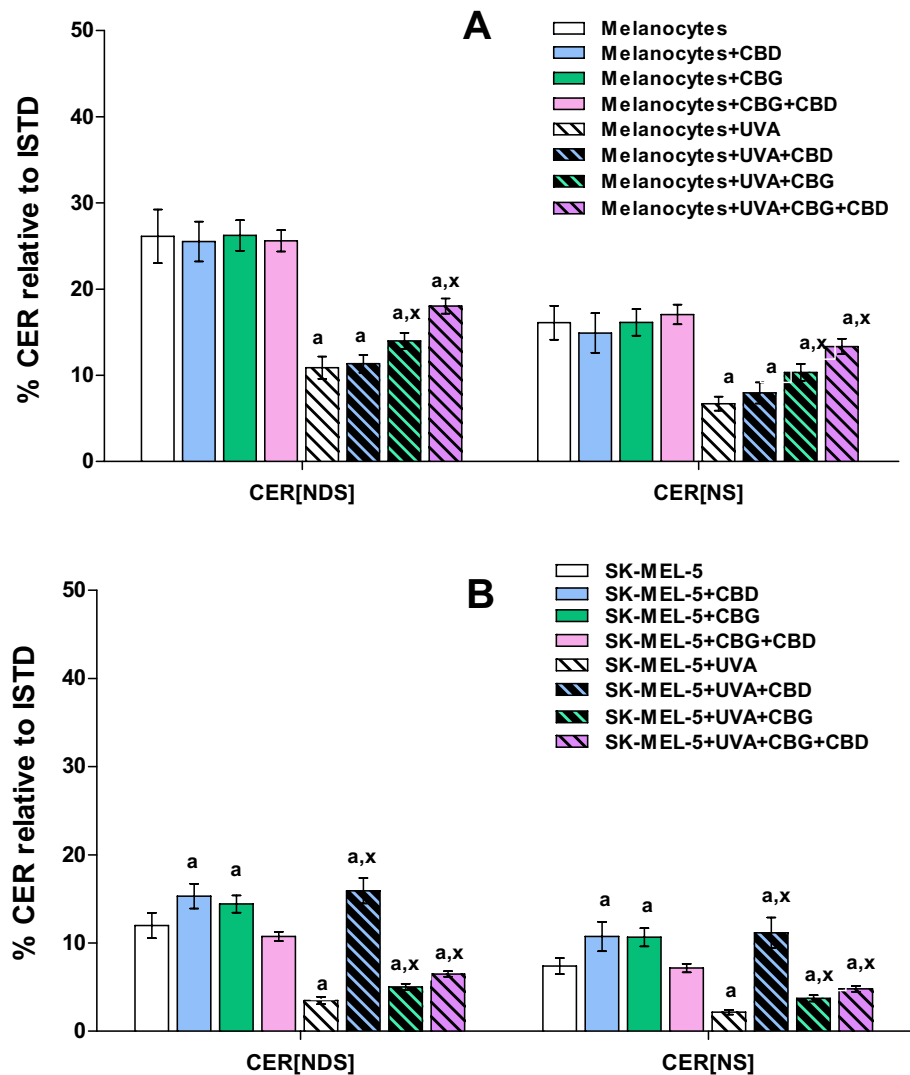 A
Melanocytes
Melanocytes+CBD
Melanocytes+CBG
Melanocytes+CBG+CBD
Melanocytes+UVA
Melanocytes+UVA+CBD
Melanocytes+UVA+CBG
Melanocytes+UVA+CBG+CBD
% CER relative to ISTD
50
40
30
20
10
0
a
a
a,x
a,x
a
a
a,x
a,x
CER[NDS]
CER[NS]
B
SK-MEL-5
SK-MEL-5+CBD
SK-MEL-5+CBG
SK-MEL-5+CBG+CBD
SK-MEL-5+UVA
SK-MEL-5+UVA+CBD
SK-MEL-5+UVA+CBG
SK-MEL-5+UVA+CBG+CBD
% CER relative to ISTD
50
40
30
20
10
0
a
a
a
a,x
a,x
a,x
a
a
a
a,x
a,x
a,x
CER[NDS]
CER[NS]